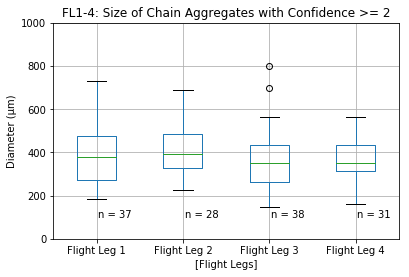 FL1-4: Size of Chain Aggregates with Confidence >= 2
Diameter (μm)
1000
800
600
400
200
0
n = 37
n = 28
n = 38
n = 31
Flight Leg 1
Flight Leg 2
Flight Leg 3
Flight Leg 4
[Flight Legs]